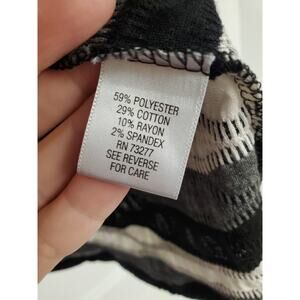 59% POLYESTER
29% COTTON
10% RAYON
2% SPANDEX
RN 73277
SEE REVERSE
FOR CARE